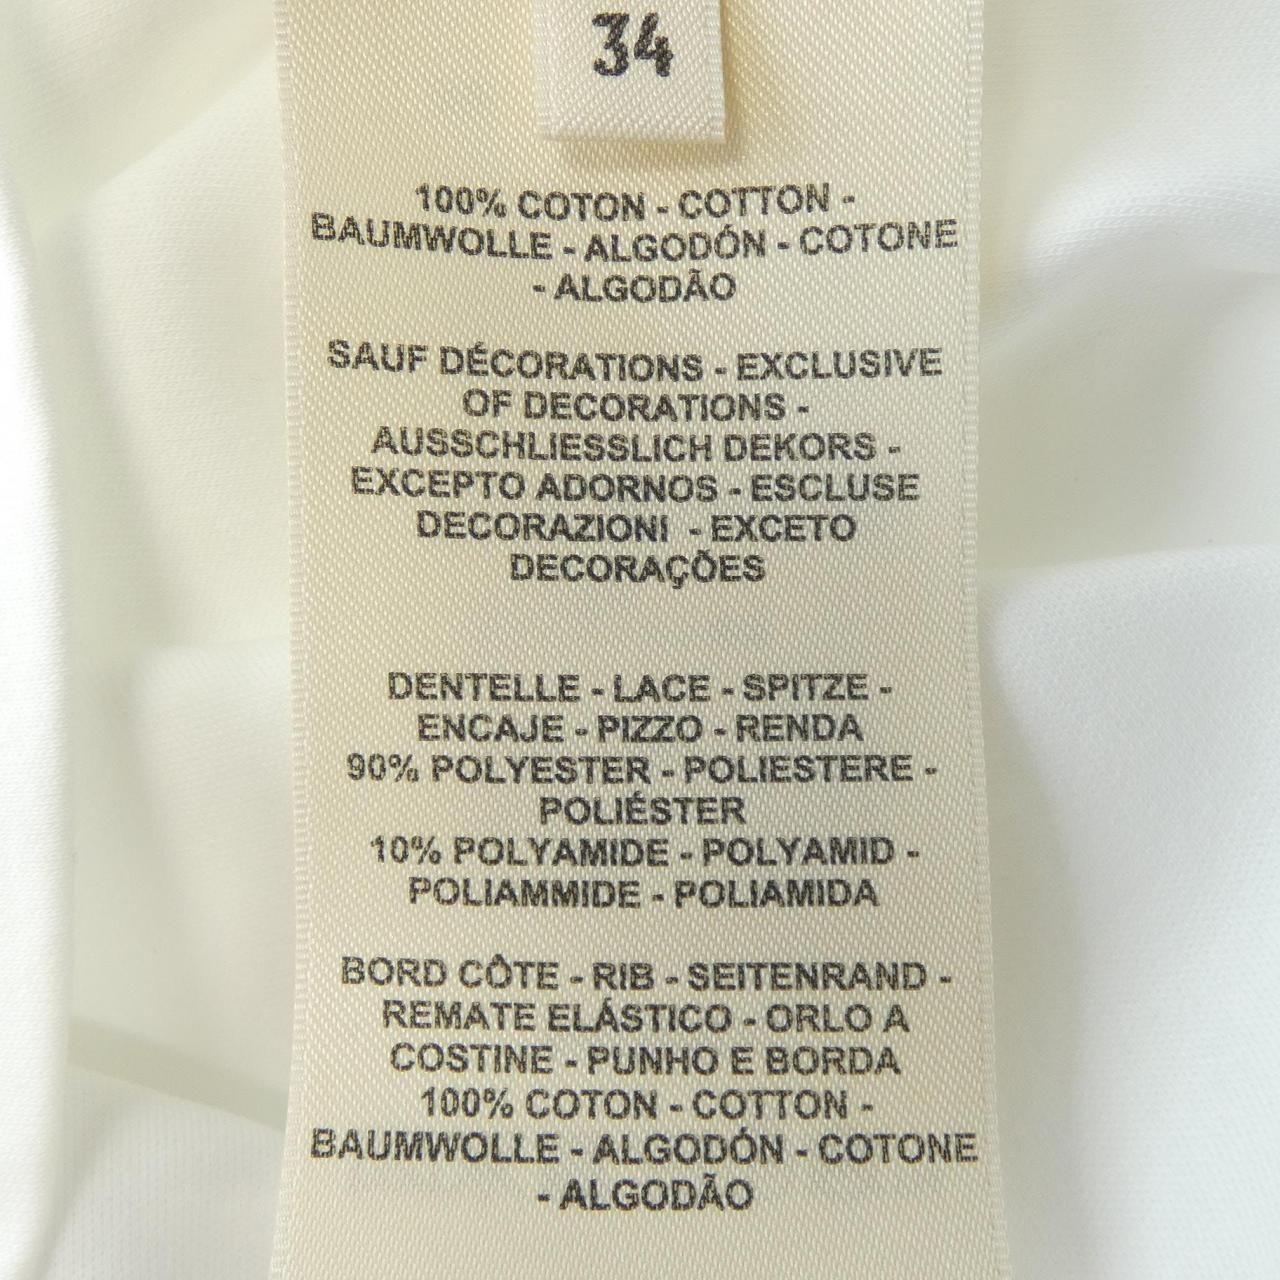 34
100% COTON - COTTON -
BAUMWOLLE - ALGODÓN - COTONE
- ALGODÃO
SAUF DÉCORATIONS - EXCLUSIVE
OF DECORATIONS -
AUSSCHLIESSLICH DEKORS -
EXCEPTO ADORNOS - ESCLUSE
DECORAZIONI - EXCETO
DECORAÇÕES
DENTELLE - LACE - SPITZE -
ENCAJE - PIZZO - RENDA
90% POLYESTER - POLIESTERE -
POLIÉSTER
10% POLYAMIDE - POLYAMID -
POLIAMMIDE - POLIAMIDA
BORD CÔTE - RIB - SEITENRAND -
REMATE ELÁSTICO - ORLO A
COSTINE - PUNHO E BORDA
100% COTON - COTTON -
BAUMWOLLE - ALGODÓN - COTONE
- ALGODÃO